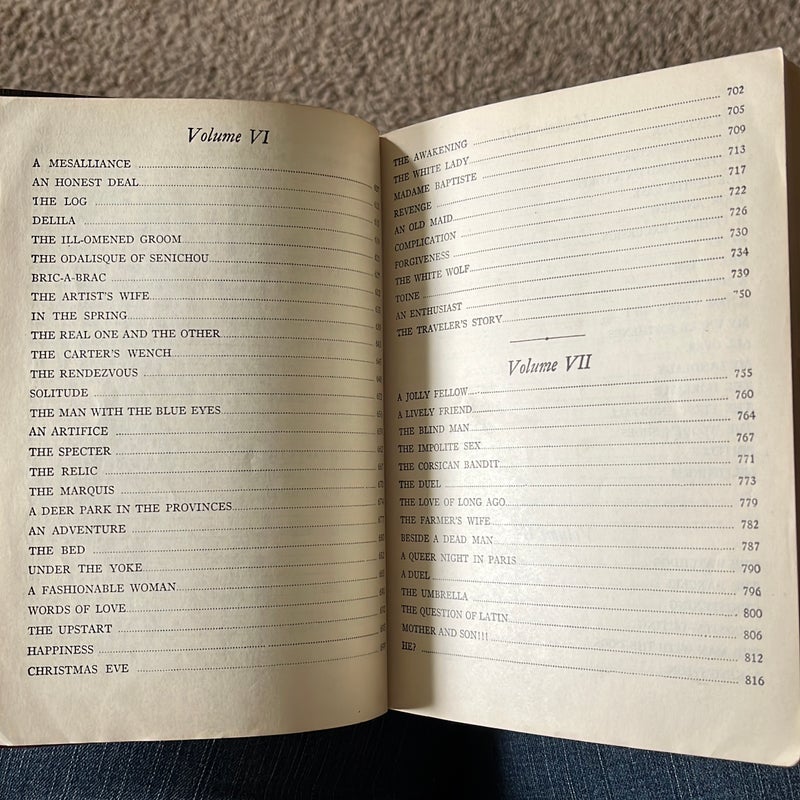 Volume VI
A MESALLIANCE
AN HONEST DEAL
THE LOG
DELILA
THE ILL-OMENED GROOM
THE ODALISQUE OF SENICHOU
BRIC-A-BRAC
THE ARTIST'S WIFE
IN THE SPRING
THE REAL ONE AND THE OTHER
THE CARTER'S WENCH
THE RENDEZVOUS
SOLITUDE
THE MAN WITH THE BLUE EYES
AN ARTIFICE
THE SPECTER
THE RELIC
THE MARQUIS
A DEER PARK IN THE PROVINCES
AN ADVENTURE
THE BED
UNDER THE YOKE
A FASHIONABLE WOMAN
WORDS OF LOVE
THE UPSTART
HAPPINESS
CHRISTMAS EVE
THE AWAKENING 702
THE WHITE LADY 705
MADAME BAPTISTE 709
REVENGE 713
AN OLD MAID 717
COMPLICATION 722
FORGIVENESS 726
THE WHITE WOLF 730
TOINE 734
AN ENTHUSIAST 739
THE TRAVELER'S STORY 750
Volume VII
A JOLLY FELLOW 755
A LIVELY FRIEND 760
THE BLIND MAN 764
THE IMPOLITE SEX 767
THE CORSICAN BANDIT 771
THE DUEL 773
THE LOVE OF LONG AGO 779
THE FARMER'S WIFE 782
BESIDE A DEAD MAN 787
A QUEER NIGHT IN PARIS 790
A DUEL 796
THE UMBRELLA 800
THE QUESTION OF LATIN 806
MOTHER AND SON!!! 812
HE? 816